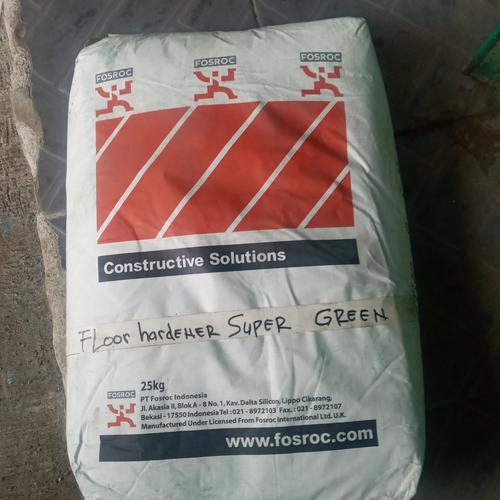 FOSROC FOSROC FOSROC
Constructive Solutions
FLoor hardENER SUPER GREEN
FOSROC
25kg
PT Fosroc Indonesia
Jl. Akasia II, Blok A - 8 No. 1, Kav. Delta Silicon, Lippo Cikarang,
Bekasi - 17550 Indonesia Tel : 021 - 8972103 Fax. : 021 - 8972107
Manufactured Under Licensed From Fosroc International Ltd. U.K.
www.fosroc.com